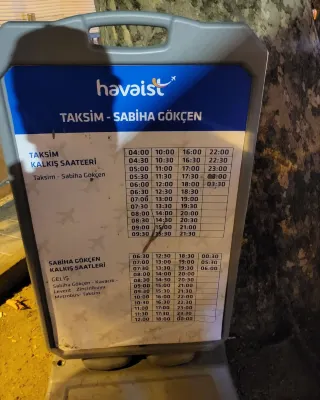 havaist
TAKSİM - SABİHA GÖKÇEN
TAKSİM
KALKIŞ SAATLERİ
Taksim - Sabiha Gökçen
04:00 10:00 16:00 22:00
04:30 10:30 16:30 22:30
05:00 11:00 17:00 23:00
05:30 11:30 17:30
06:00 12:00 18:00 03:30
06:30 12:30 18:30
07:00 13:00 19:00
07:30 13:30 19:30
08:00 14:00 20:00
08:30 14:30 20:30
09:00 15:00 21:00
09:30 15:30 21:30
SABİHA GÖKÇEN
KALKIŞ SAATLERİ
GELİŞ
Sabiha Gökçen - Kavacık -
Levent - Zincirlikuyu
Mecidiyeköy - Taksim
06:30 12:30 18:30 00:30
07:00 13:00 19:00
07:30 13:30 19:30
08:00 14:00 20:00
08:30 14:30 20:30
09:00 15:00 21:00
09:30 15:30 21:30
10:00 16:00 22:00
10:30 16:30 22:30
11:00 17:00 23:00
11:30 17:30 23:30
12:00 18:00 00:00